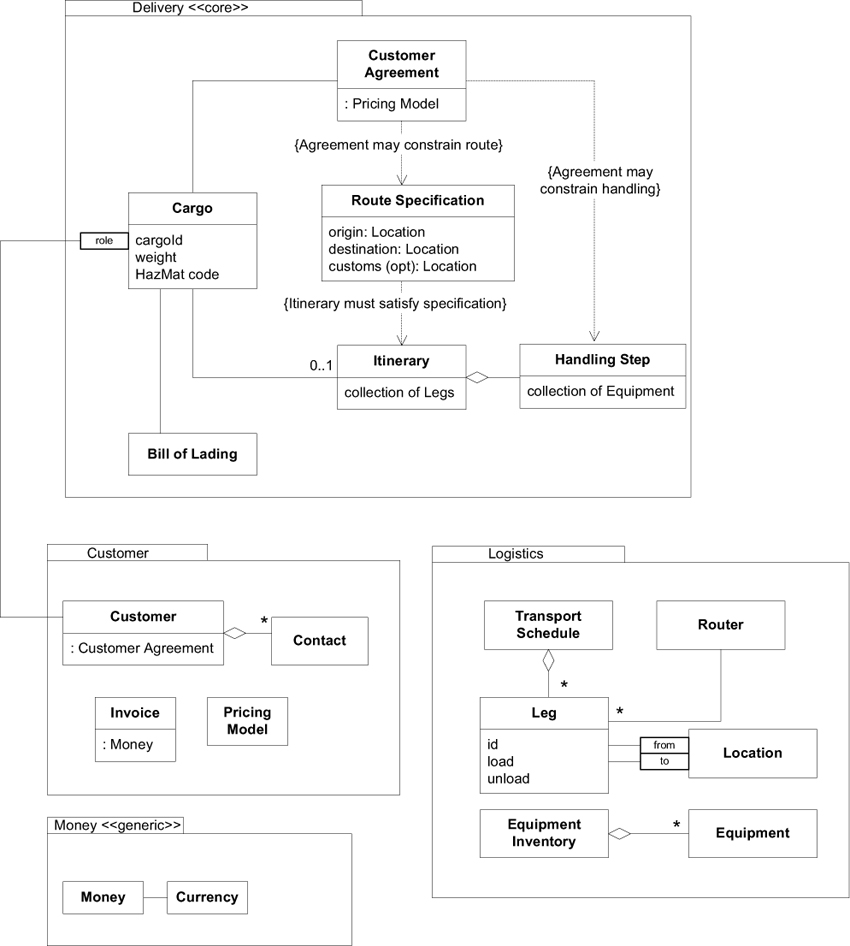 Delivery <<core>>
Customer
Agreement
: Pricing Model
{Agreement may constrain route}
{Agreement may
constrain handling}
Cargo
role
cargoId
weight
HazMat code
Route Specification
origin: Location
destination: Location
customs (opt): Location
{Itinerary must satisfy specification}
0..1
Itinerary
collection of Legs
Handling Step
collection of Equipment
Bill of Lading
Customer
Customer
: Customer Agreement
*
Contact
Invoice
: Money
Pricing
Model
Logistics
Transport
Schedule
Router
*
*
Leg
id
load
unload
from
to
Location
Equipment
Inventory
*
Equipment
Money <<generic>>
Money
Currency